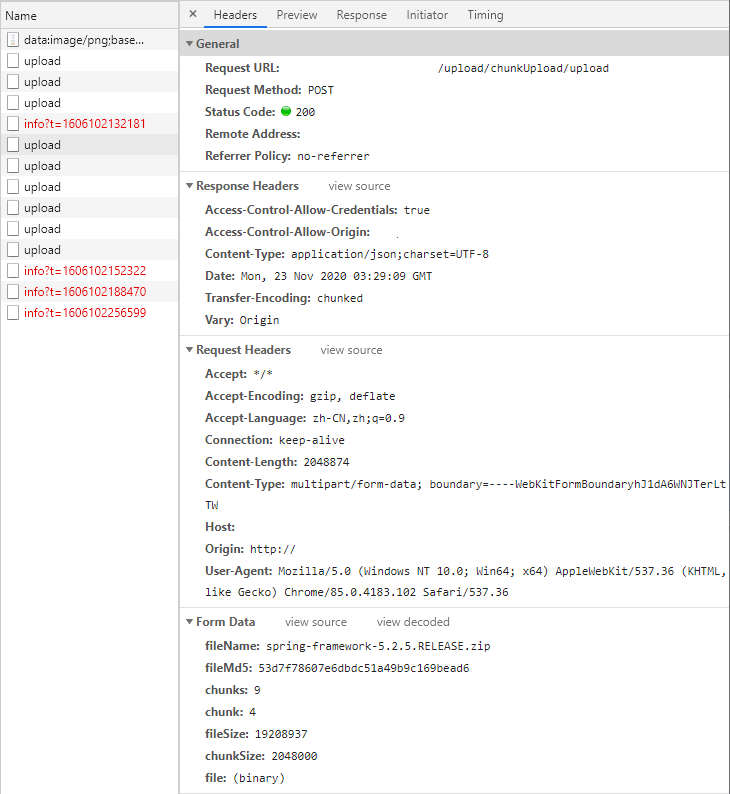 Name
× Headers Preview Response Initiator Timing
data:image/png;base...
upload
upload
upload
info?t=1606102132181
upload
upload
upload
upload
upload
upload
info?t=1606102152322
info?t=1606102188470
info?t=1606102256599
General
Request URL: /upload/chunkUpload/upload
Request Method: POST
Status Code: 200
Remote Address:
Referrer Policy: no-referrer
Response Headers view source
Access-Control-Allow-Credentials: true
Access-Control-Allow-Origin:
Content-Type: application/json;charset=UTF-8
Date: Mon, 23 Nov 2020 03:29:09 GMT
Transfer-Encoding: chunked
Vary: Origin
Request Headers view source
Accept: */*
Accept-Encoding: gzip, deflate
Accept-Language: zh-CN,zh;q=0.9
Connection: keep-alive
Content-Length: 2048874
Content-Type: multipart/form-data; boundary=----WebKitFormBoundaryhJ1dA6WNJTerLt
TW
Host:
Origin: http://
User-Agent: Mozilla/5.0 (Windows NT 10.0; Win64; x64) AppleWebKit/537.36 (KHTML,
like Gecko) Chrome/85.0.4183.102 Safari/537.36
Form Data view source view decoded
fileName: spring-framework-5.2.5.RELEASE.zip
fileMd5: 53d7f78607e6dbdc51a49b9c169bead6
chunks: 9
chunk: 4
fileSize: 19208937
chunkSize: 2048000
file: (binary)